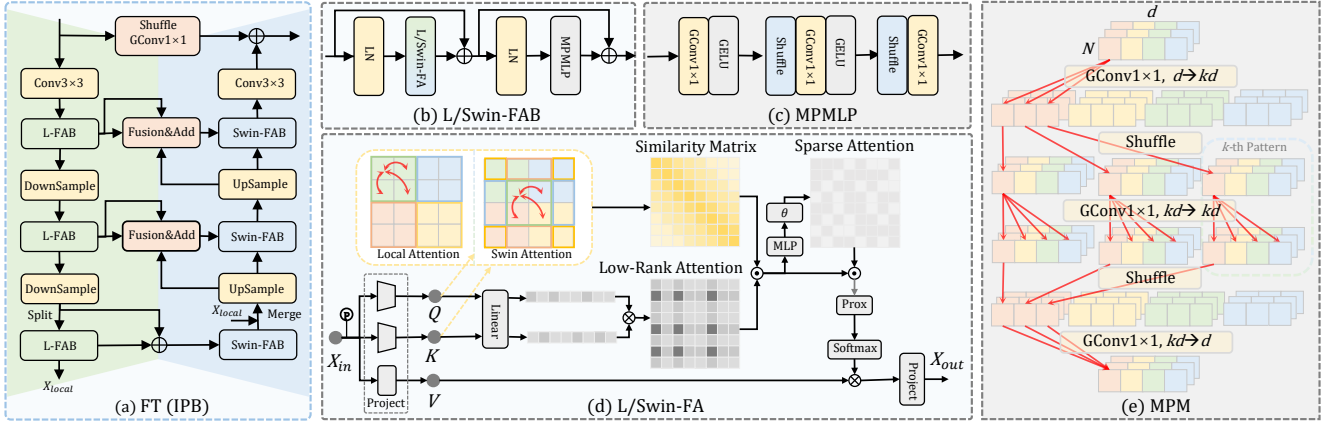 Shuffle
GConv1×1
Conv3×3
Conv3×3
L-FAB
Fusion&Add
Swin-FAB
DownSample
UpSample
L-FAB
Fusion&Add
Swin-FAB
DownSample
UpSample
Split
X_local
Merge
L-FAB
Swin-FAB
X_local
(a) FT (IPB)
LN
L/Swin-FA
LN
MPMLP
(b) L/Swin-FAB
GConv1×1
GELU
Shuffle
GConv1×1
GELU
Shuffle
GConv1×1
(c) MPMLP
Local Attention
Swin Attention
Similarity Matrix
Sparse Attention
θ
MLP
Low-Rank Attention
P
Q
K
V
X_in
Linear
Prox
Softmax
Project
Project
X_out
(d) L/Swin-FA
d
N
GConv1×1, d→kd
Shuffle
k-th Pattern
GConv1×1, kd→kd
Shuffle
GConv1×1, kd→d
(e) MPM